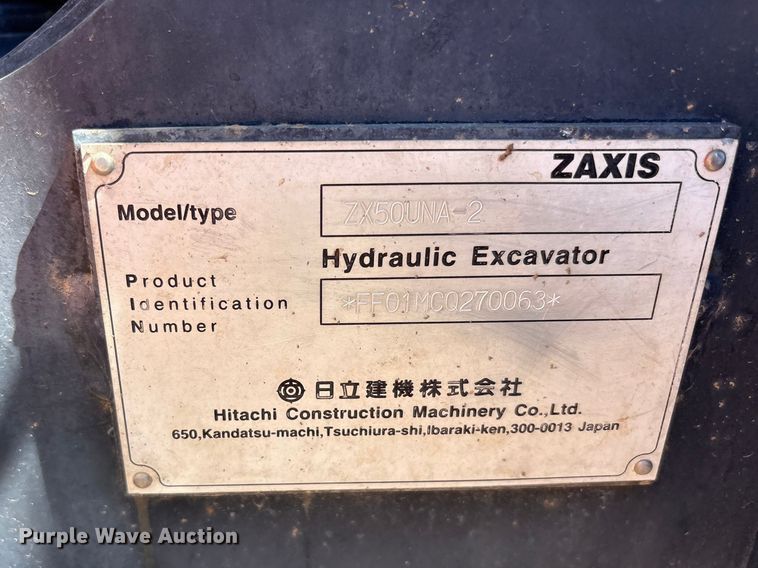 ZAXIS
Model/type ZX50UNA-2
Hydraulic Excavator
Product
Identification *FF01MCQ270063*
Number
日立建機株式会社
Hitachi Construction Machinery Co.,Ltd.
650,Kandatsu-machi,Tsuchiura-shi,Ibaraki-ken,300-0013 Japan
Purple Wave Auction